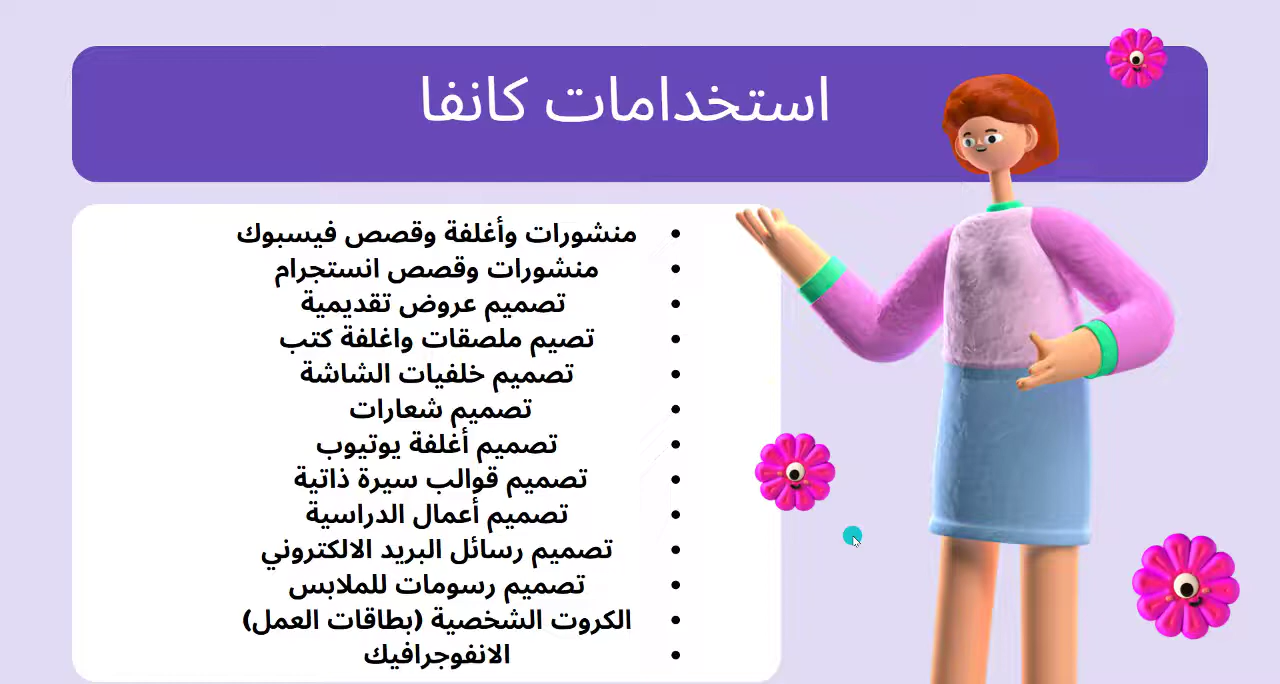 استخدامات كانفا
منشورات وأغلفة وقصص فيسبوك
منشورات وقصص انستجرام
تصميم عروض تقديمية
تصيم ملصقات واغلفة كتب
تصميم خلفيات الشاشة
تصميم شعارات
تصميم أغلفة يوتيوب
تصميم قوالب سيرة ذاتية
تصميم أعمال الدراسية
تصميم رسائل البريد الالكتروني
تصميم رسومات للملابس
الكروت الشخصية (بطاقات العمل)
الانفوجرافيك